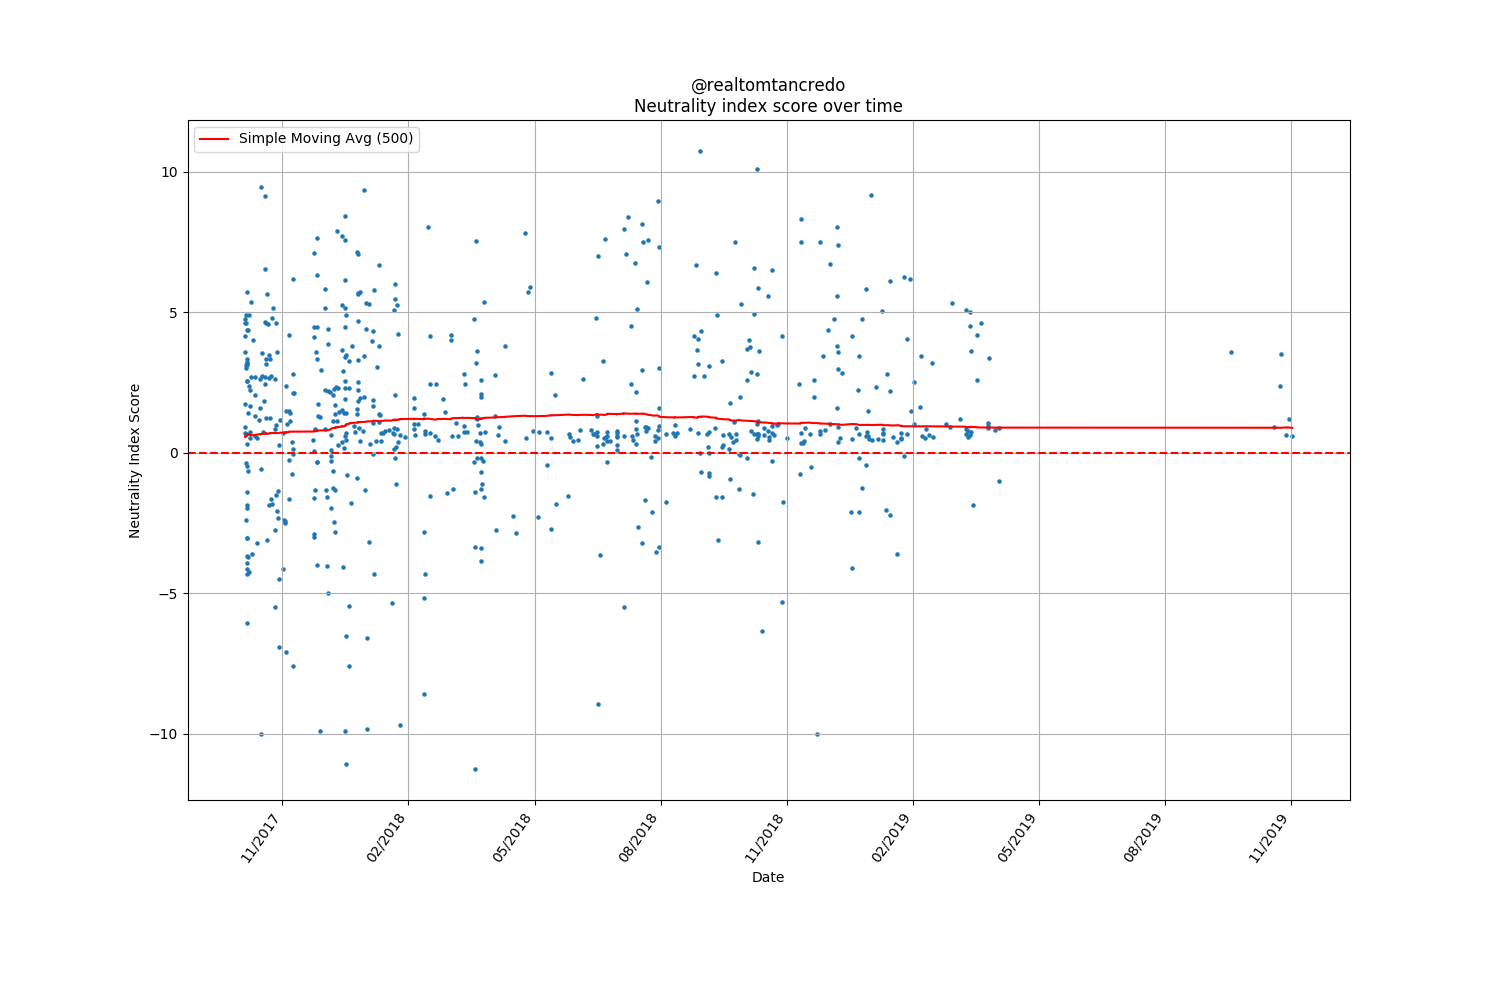 @realtomtancredo
Neutrality index score over time
Simple Moving Avg (500)
10
5
0
−5
−10
Neutrality Index Score
11/2017
02/2018
05/2018
08/2018
11/2018
02/2019
05/2019
08/2019
11/2019
Date